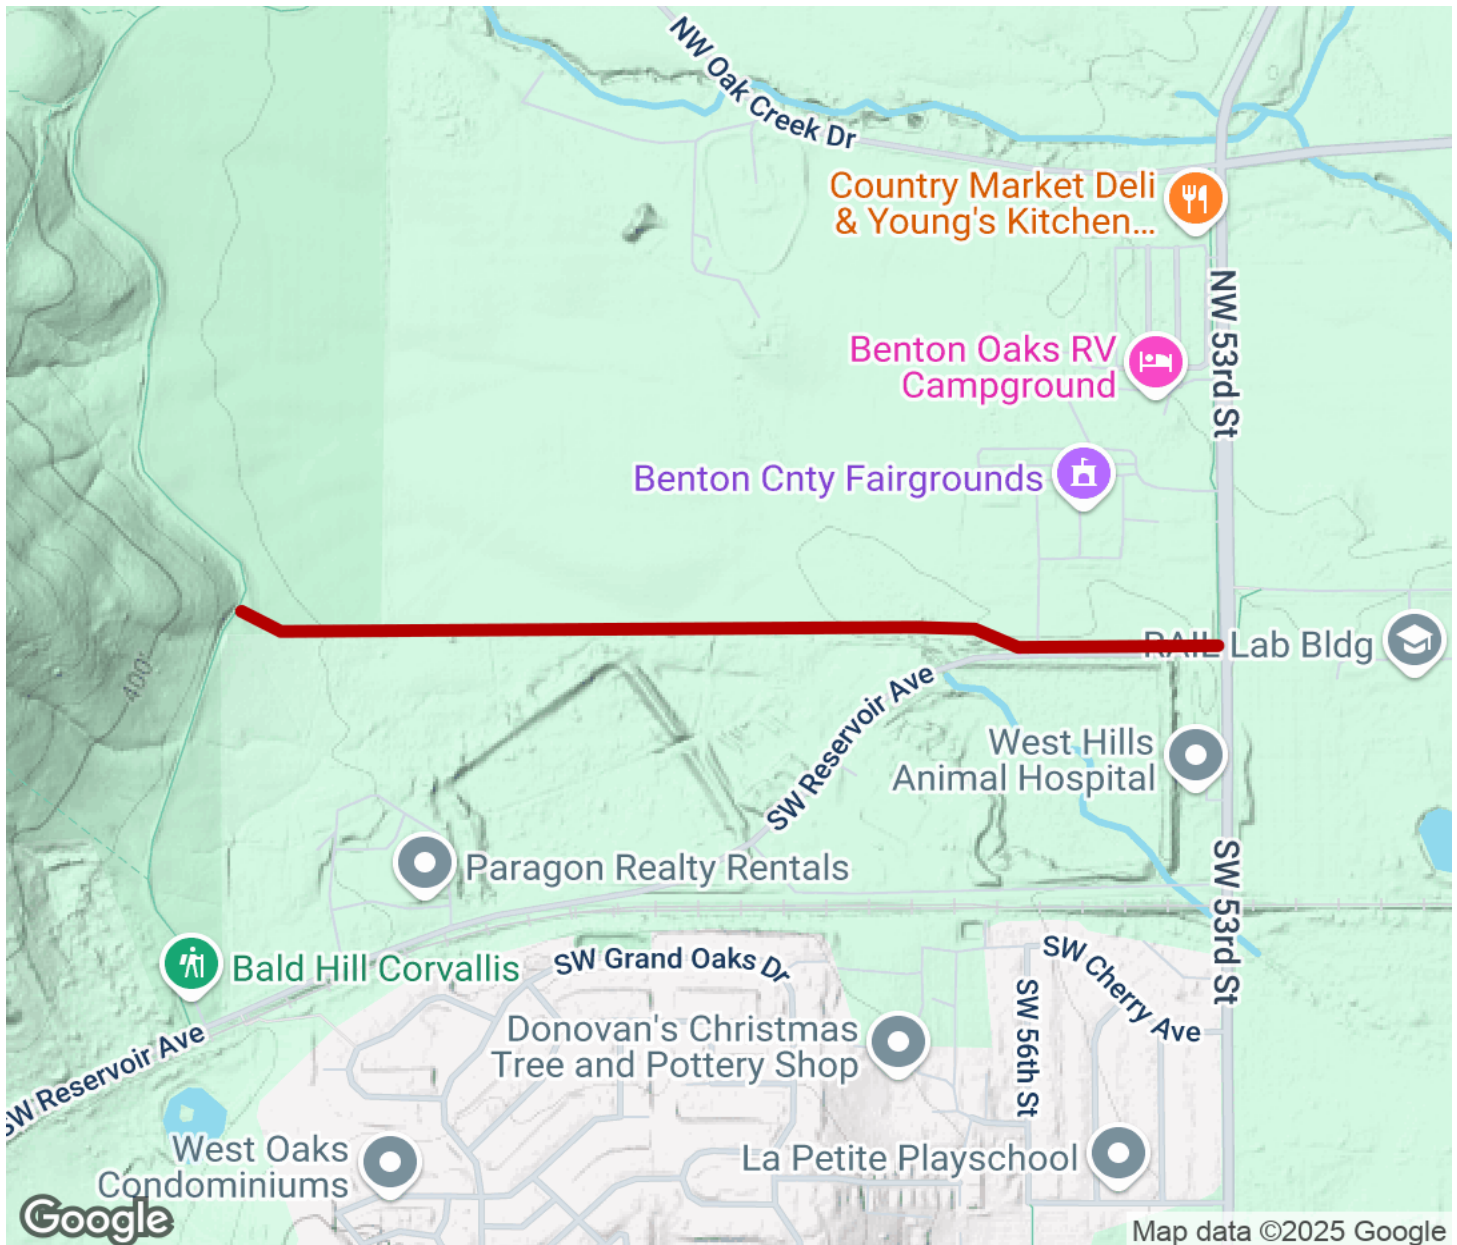 NW Oak Creek Dr
Country Market Deli
& Young's Kitchen...
NW 53rd St
Benton Oaks RV
Campground
Benton Cnty Fairgrounds
RAIL Lab Bldg
400'
SW Reservoir Ave
West Hills
Animal Hospital
Paragon Realty Rentals
SW 53rd St
Bald Hill Corvallis
SW Grand Oaks Dr
SW Cherry Ave
SW 56th St
Donovan's Christmas
Tree and Pottery Shop
SW Reservoir Ave
West Oaks
Condominiums
La Petite Playschool
Google
Map data ©2025 Google